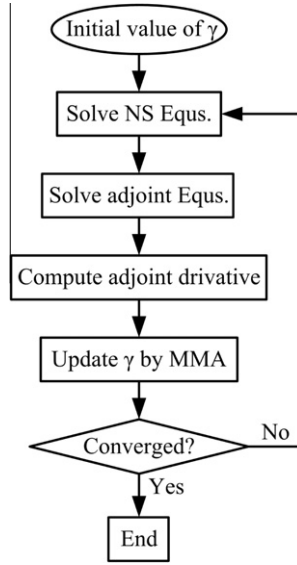 Initial value of γ
Solve NS Equs.
Solve adjoint Equs.
Compute adjoint drivative
Update γ by MMA
Converged?
No
Yes
End